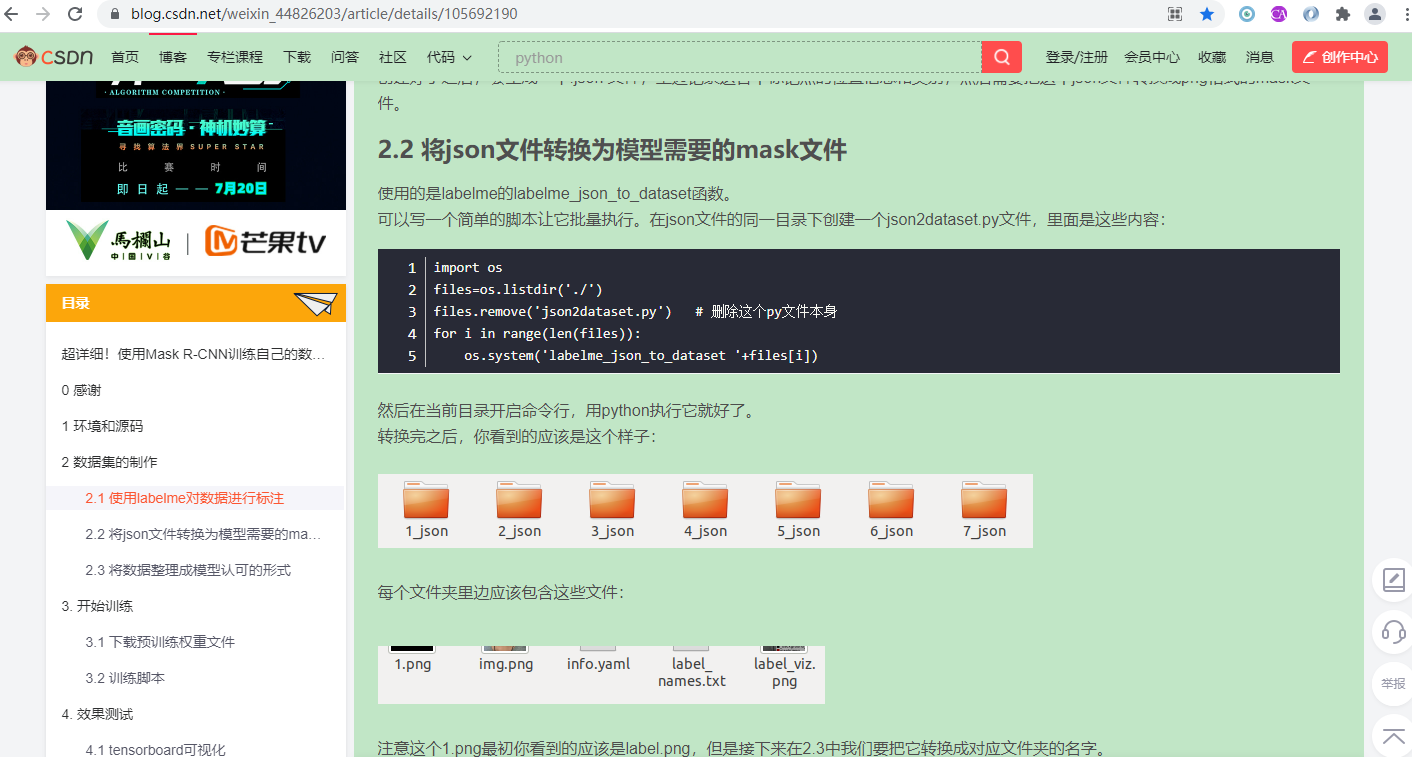 blog.csdn.net/weixin_44826203/article/details/105692190
CSDN 首页 博客 专栏课程 下载 问答 社区 代码 python 登录/注册 会员中心 收藏 消息 创作中心
· ALGORITHM COMPETITION ·
音画密码·神机妙算
寻找算法界SUPER STAR
比赛时间
即日起——7月20日
馬欄山
中|国|V|谷
芒果tv
目录
超详细！使用Mask R-CNN训练自己的数…
0 感谢
1 环境和源码
2 数据集的制作
2.1 使用labelme对数据进行标注
2.2 将json文件转换为模型需要的ma…
2.3 将数据整理成模型认可的形式
3. 开始训练
3.1 下载预训练权重文件
3.2 训练脚本
4. 效果测试
4.1 tensorboard可视化
件。
2.2 将json文件转换为模型需要的mask文件
使用的是labelme的labelme_json_to_dataset函数。
可以写一个简单的脚本让它批量执行。在json文件的同一目录下创建一个json2dataset.py文件，里面是这些内容：
1 import os
2 files=os.listdir('./')
3 files.remove('json2dataset.py')   # 删除这个py文件本身
4 for i in range(len(files)):
5     os.system('labelme_json_to_dataset '+files[i])
然后在当前目录开启命令行，用python执行它就好了。
转换完之后，你看到的应该是这个样子：
1_json 2_json 3_json 4_json 5_json 6_json 7_json
每个文件夹里边应该包含这些文件：
1.png img.png info.yaml label_ label_viz.
names.txt png
注意这个1.png最初你看到的应该是label.png，但是接下来在2.3中我们要把它转换成对应文件夹的名字。
举报